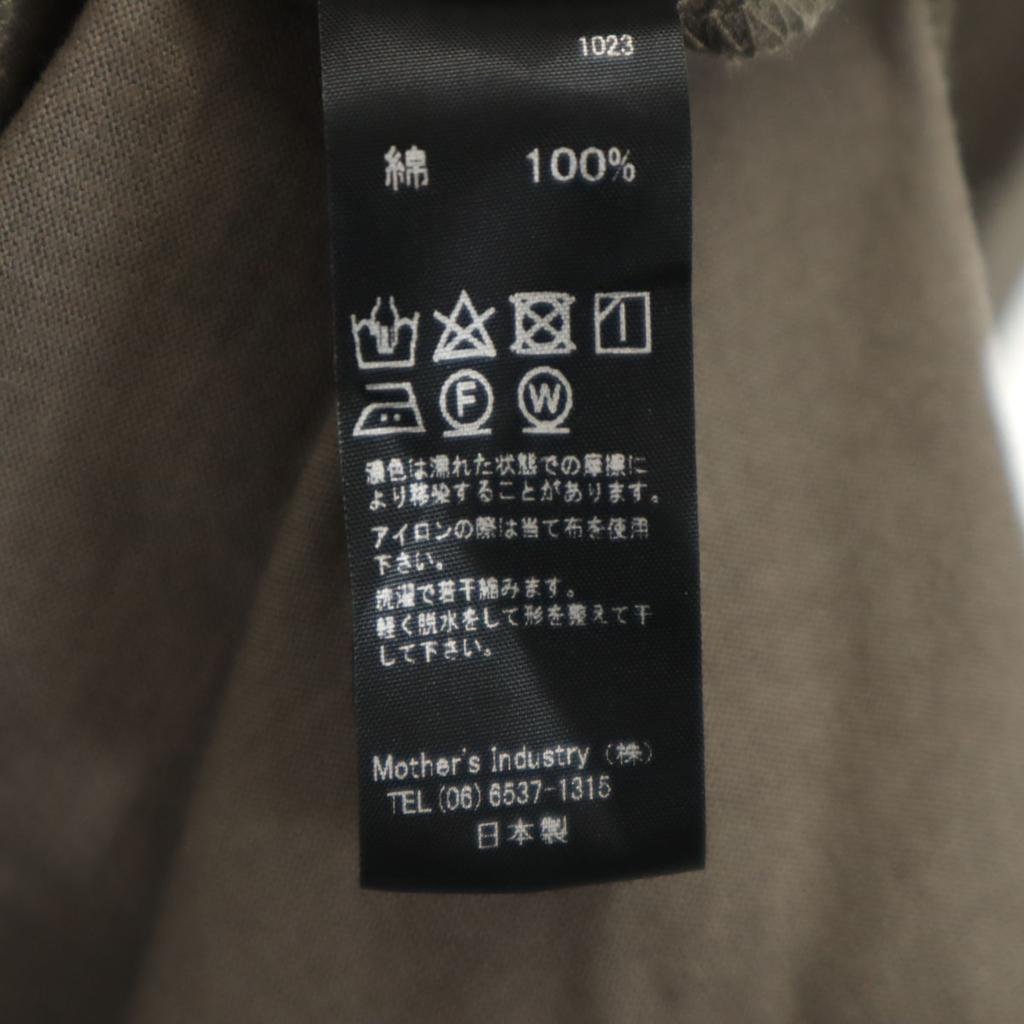 1023
綿 100%
F W
濃色は濡れた状態での摩擦に
より移染することがあります。
アイロンの際は当て布を使用
下さい。
洗濯で若干縮みます。
軽く脱水をして形を整えて干
して下さい。
Mother's Industry (株)
TEL(06)6537-1315
日本製